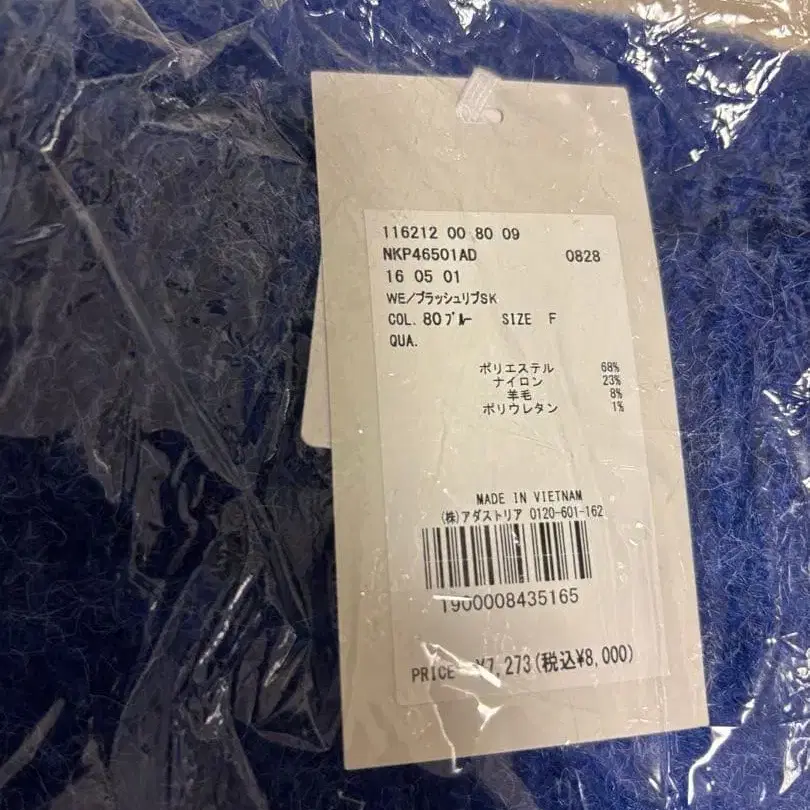 116212 00 80 09
NKP46501AD 0828
16 05 01
WE/ブラッシュリブSK
COL. 80ブルー SIZE F
QUA.
ポリエステル 68%
ナイロン 23%
羊毛 8%
ポリウレタン 1%
MADE IN VIETNAM
(株)アダストリア 0120-601-162
1900008435165
PRICE ¥7,273(税込¥8,000)